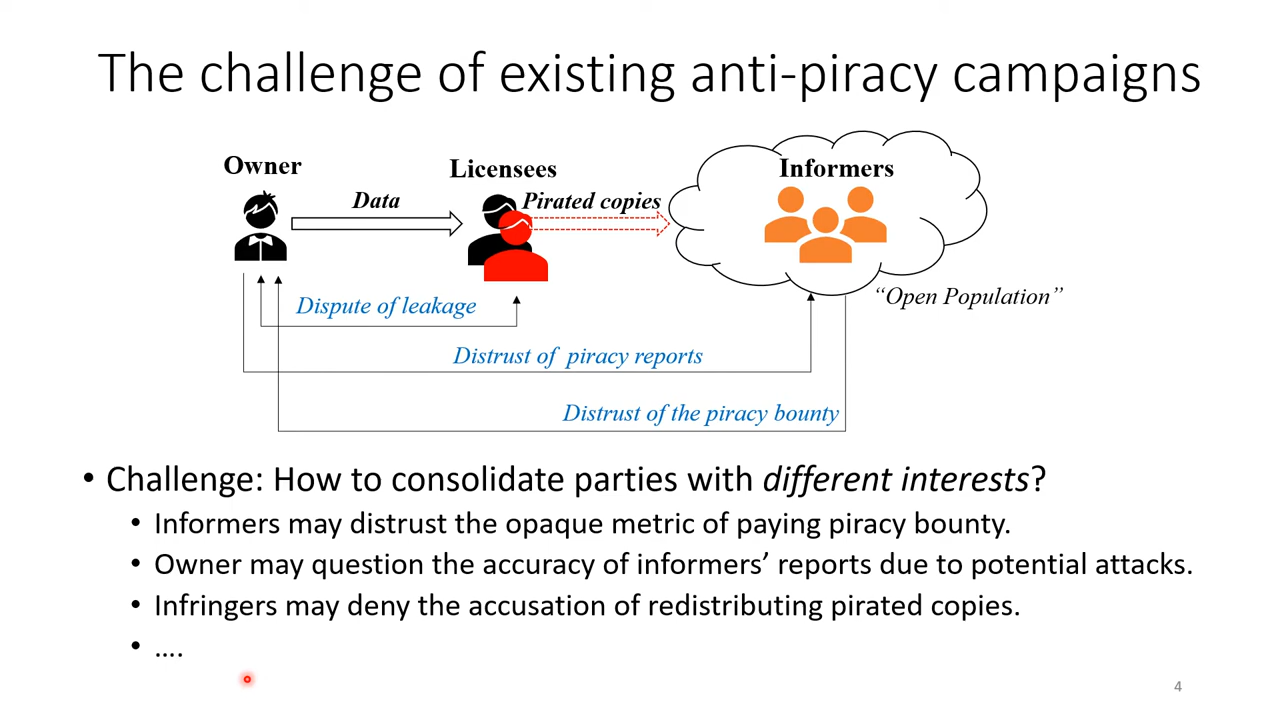 The challenge of existing anti-piracy campaigns
Owner
Licensees
Informers
Data
Pirated copies
"Open Population"
Dispute of leakage
Distrust of piracy reports
Distrust of the piracy bounty
• Challenge: How to consolidate parties with different interests?
• Informers may distrust the opaque metric of paying piracy bounty.
• Owner may question the accuracy of informers’ reports due to potential attacks.
• Infringers may deny the accusation of redistributing pirated copies.
• ….
4